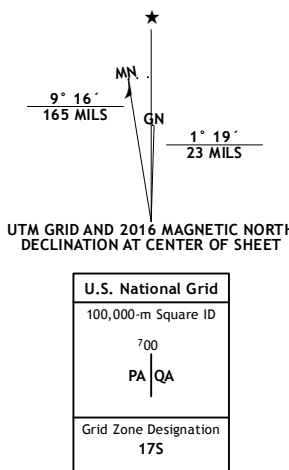 ★
MN
GN
9° 16´
165 MILS
1° 19´
23 MILS
UTM GRID AND 2016 MAGNETIC NORTH
DECLINATION AT CENTER OF SHEET
U.S. National Grid
100,000-m Square ID
⁷00
PA QA
Grid Zone Designation
17S